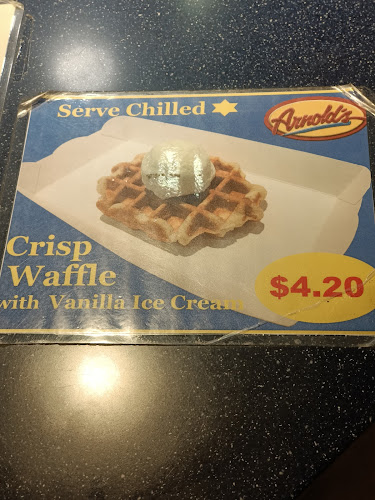 Serve Chilled
Arnold's
Crisp
Waffle
with Vanilla Ice Cream
$4.20